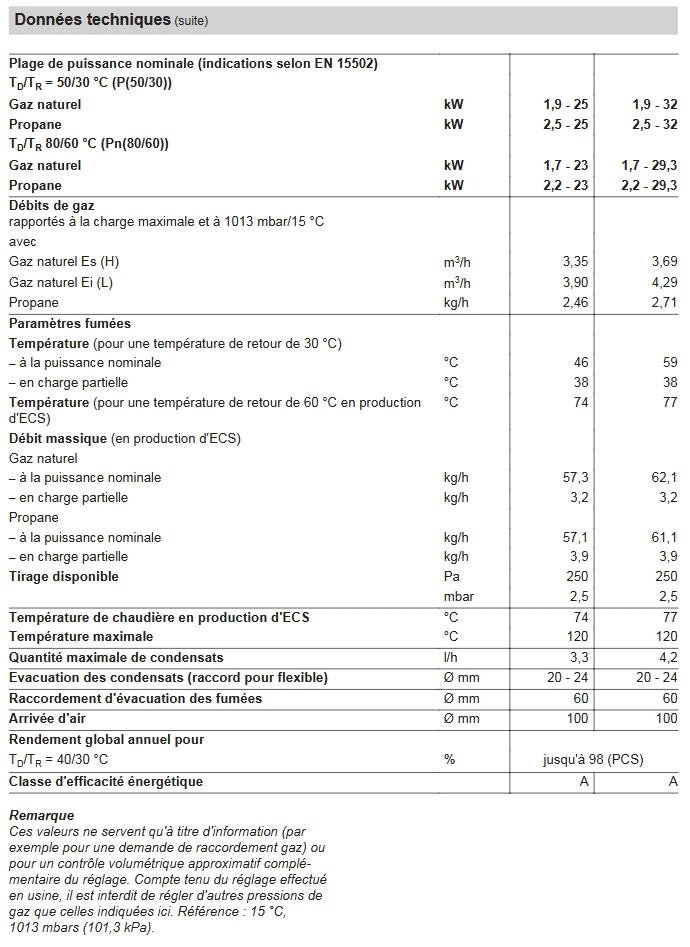 Données techniques (suite)
Plage de puissance nominale (indications selon EN 15502)
TD/TR = 50/30 °C (P(50/30))
Gaz naturel kW 1,9 - 25 1,9 - 32
Propane kW 2,5 - 25 2,5 - 32
TD/TR 80/60 °C (Pn(80/60))
Gaz naturel kW 1,7 - 23 1,7 - 29,3
Propane kW 2,2 - 23 2,2 - 29,3
Débits de gaz
rapportés à la charge maximale et à 1013 mbar/15 °C
avec
Gaz naturel Es (H) m³/h 3,35 3,69
Gaz naturel Ei (L) m³/h 3,90 4,29
Propane kg/h 2,46 2,71
Paramètres fumées
Température (pour une température de retour de 30 °C)
– à la puissance nominale °C 46 59
– en charge partielle °C 38 38
Température (pour une température de retour de 60 °C en production °C 74 77
d'ECS)
Débit massique (en production d'ECS)
Gaz naturel
– à la puissance nominale kg/h 57,3 62,1
– en charge partielle kg/h 3,2 3,2
Propane
– à la puissance nominale kg/h 57,1 61,1
– en charge partielle kg/h 3,9 3,9
Tirage disponible Pa 250 250
mbar 2,5 2,5
Température de chaudière en production d'ECS °C 74 77
Température maximale °C 120 120
Quantité maximale de condensats l/h 3,3 4,2
Evacuation des condensats (raccord pour flexible) Ø mm 20 - 24 20 - 24
Raccordement d'évacuation des fumées Ø mm 60 60
Arrivée d'air Ø mm 100 100
Rendement global annuel pour
TD/TR = 40/30 °C % jusqu'à 98 (PCS)
Classe d'efficacité énergétique A A
Remarque
Ces valeurs ne servent qu'à titre d'information (par
exemple pour une demande de raccordement gaz) ou
pour un contrôle volumétrique approximatif complé-
mentaire du réglage. Compte tenu du réglage effectué
en usine, il est interdit de régler d'autres pressions de
gaz que celles indiquées ici. Référence : 15 °C,
1013 mbars (101,3 kPa).